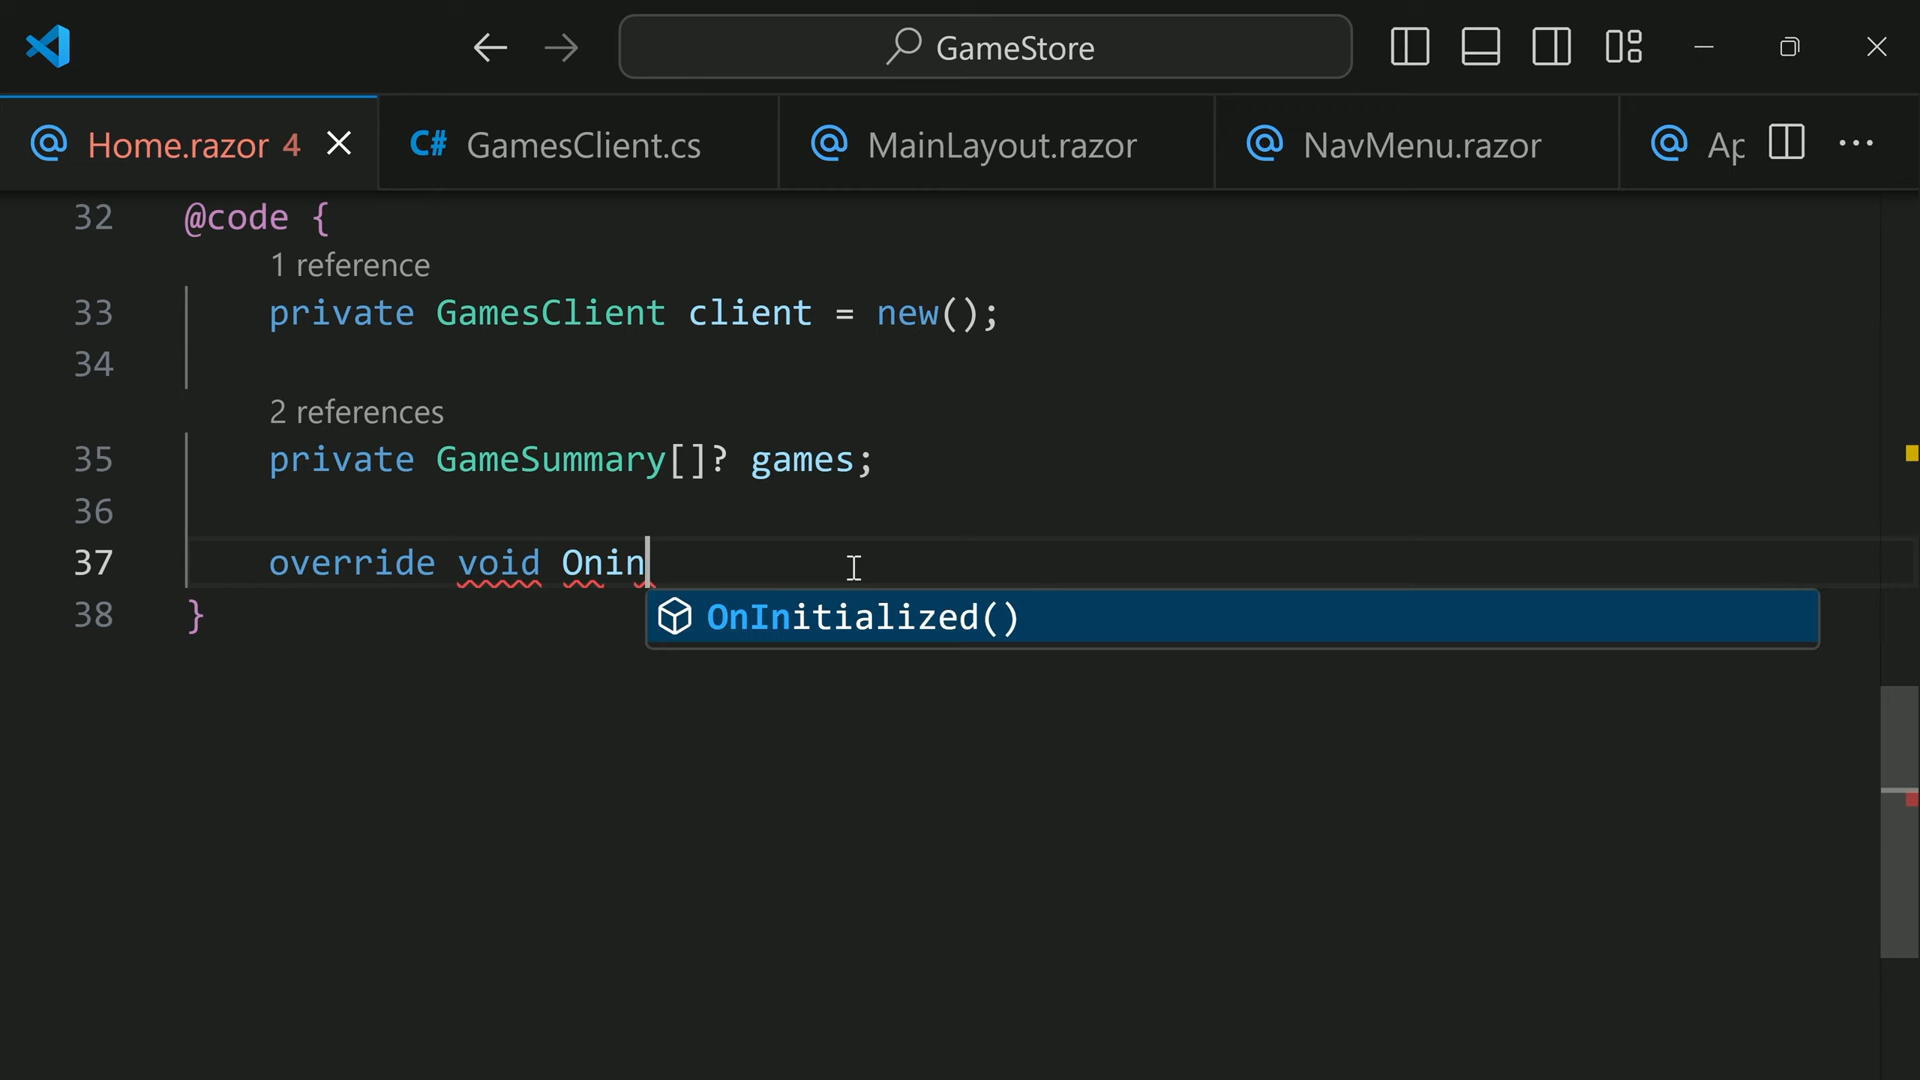 GameStore
@ Home.razor 4
C# GamesClient.cs
@ MainLayout.razor
@ NavMenu.razor
@ Ap
32 @code {
1 reference
33 private GamesClient client = new();
34
2 references
35 private GameSummary[]? games;
36
37 override void Onin
OnInitialized()
38 }